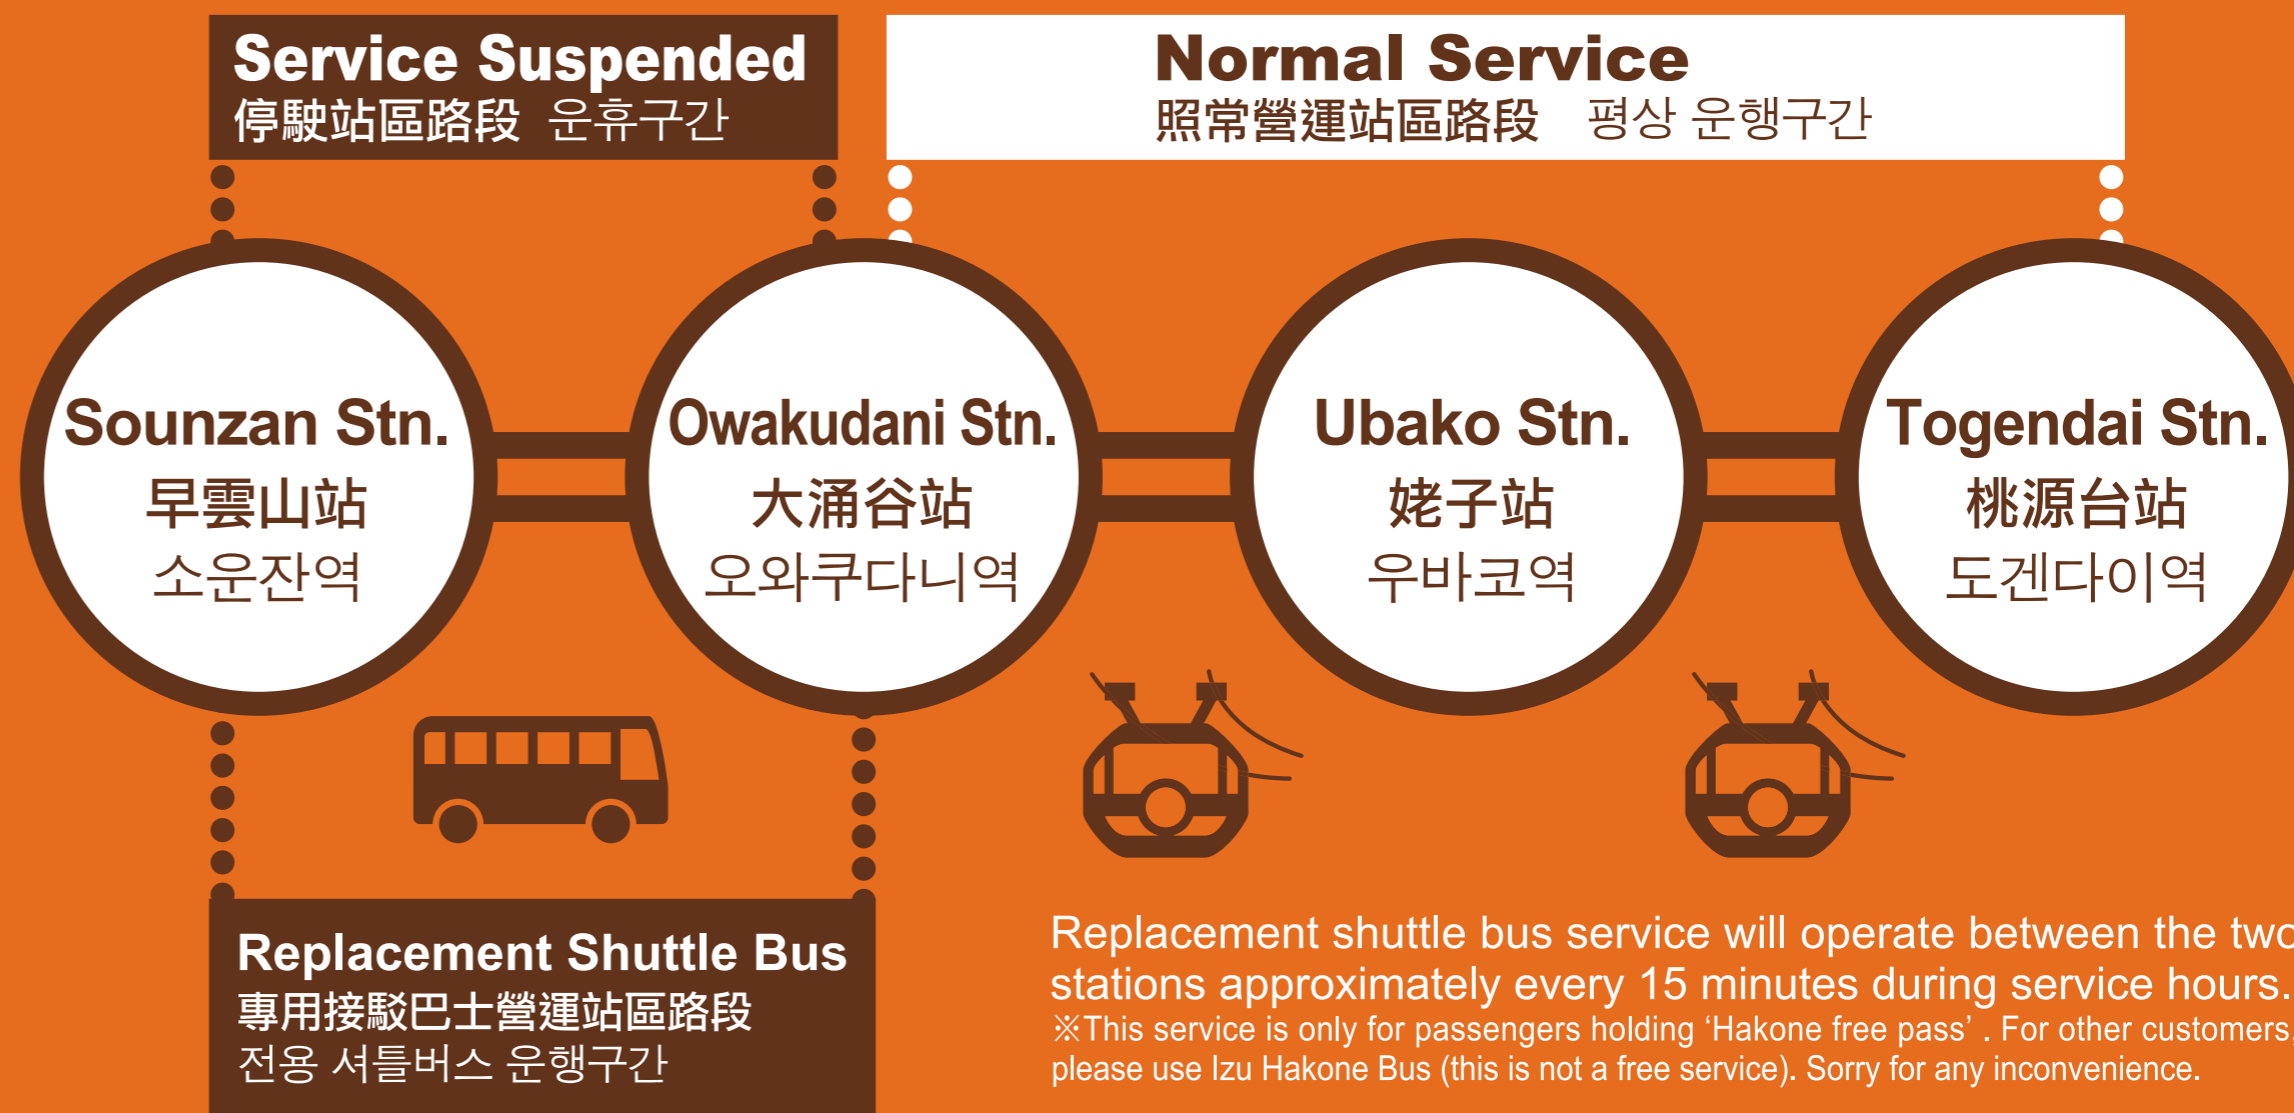 Service Suspended
停駛站區路段 운휴구간
Normal Service
照常營運站區路段 평상 운행구간
Sounzan Stn.
早雲山站
소운잔역
Owakudani Stn.
大涌谷站
오와쿠다니역
Ubako Stn.
姥子站
우바코역
Togendai Stn.
桃源台站
도겐다이역
Replacement Shuttle Bus
專用接駁巴士營運站區路段
전용 셔틀버스 운행구간
Replacement shuttle bus service will operate between the two
stations approximately every 15 minutes during service hours.
※This service is only for passengers holding ‘Hakone free pass’ . For other customers,
please use Izu Hakone Bus (this is not a free service). Sorry for any inconvenience.